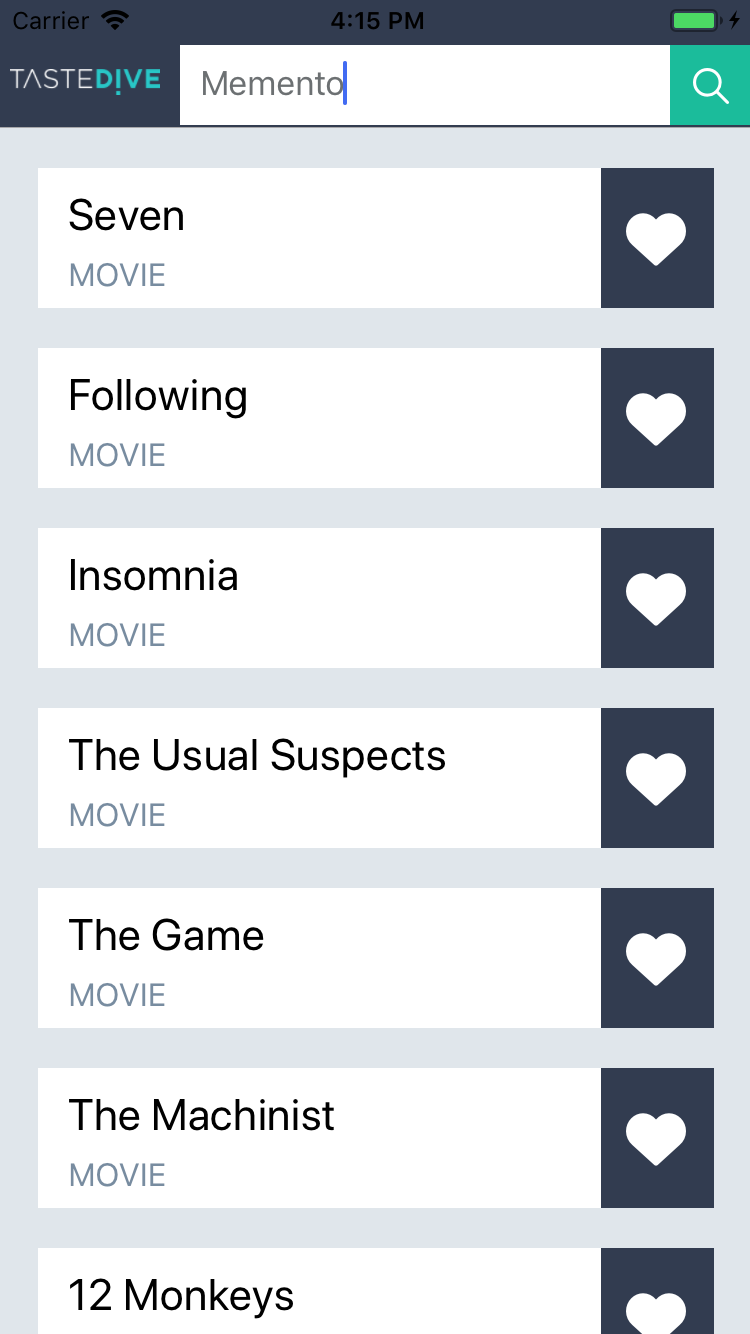 Carrier 4:15 PM
TASTEDIVE Memento
Seven
MOVIE
Following
MOVIE
Insomnia
MOVIE
The Usual Suspects
MOVIE
The Game
MOVIE
The Machinist
MOVIE
12 Monkeys